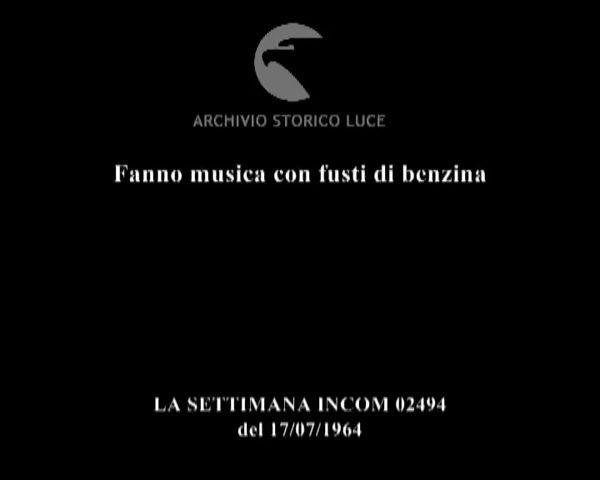 ARCHIVIO STORICO LUCE
Fanno musica con fusti di benzina
LA SETTIMANA INCOM 02494
del 17/07/1964